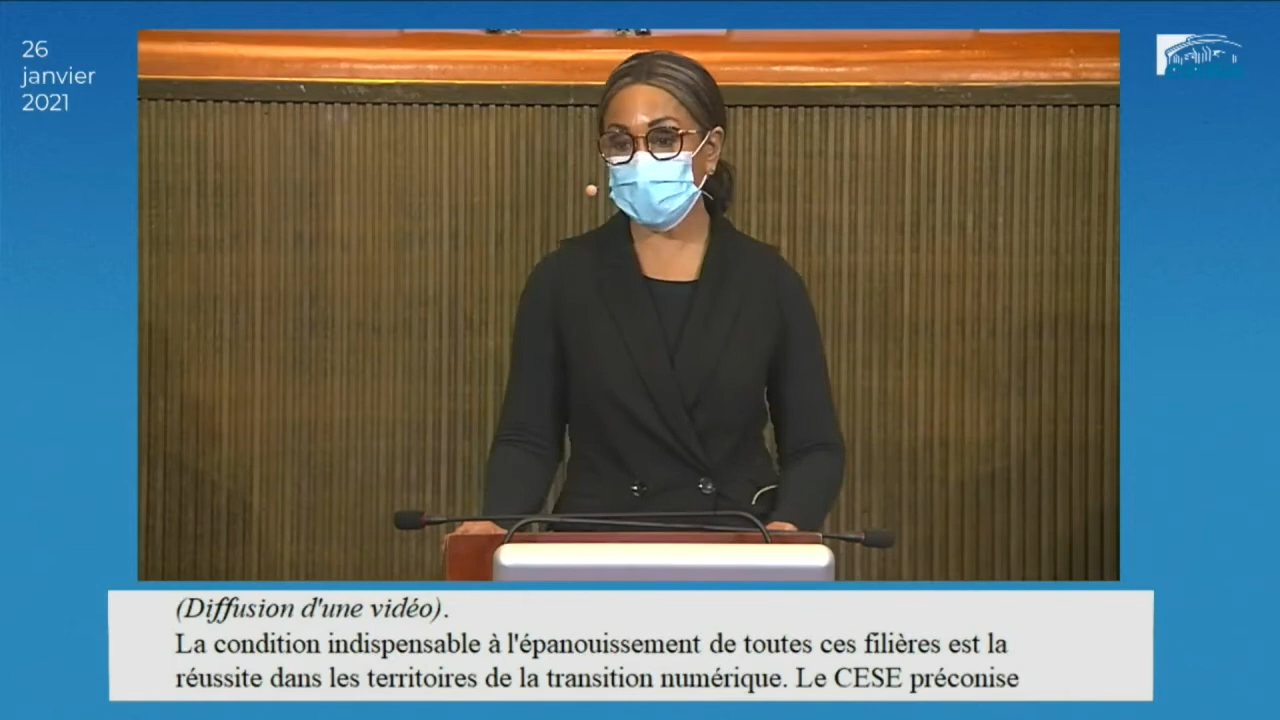 26
janvier
2021
(Diffusion d'une vidéo).
La condition indispensable à l'épanouissement de toutes ces filières est la
réussite dans les territoires de la transition numérique. Le CESE préconise